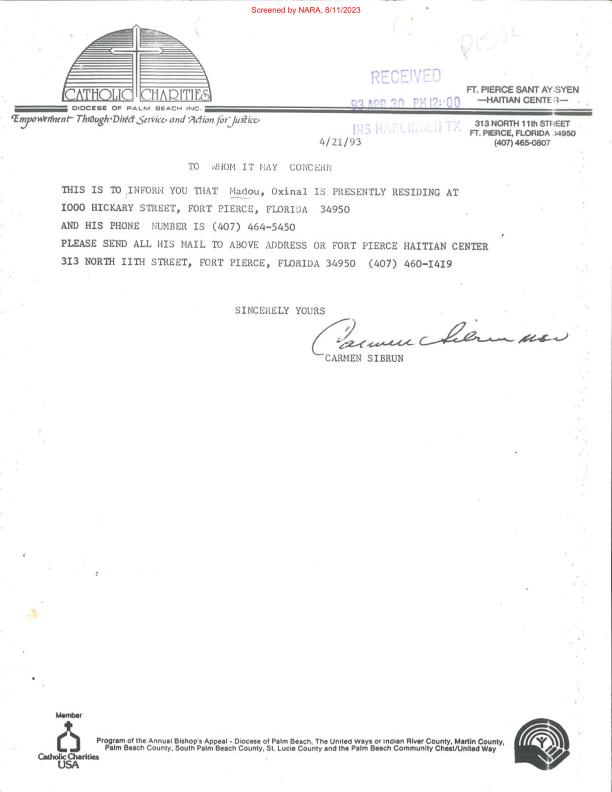 Screened by NARA, 8/11/2023
CATHOLIC CHARITIES
DIOCESE OF PALM BEACH INC.
Empowerment Through Direct Service and Action for Justice
RECEIVED
93 APR 30 PM 12:00
INS HARLINGEN TX
FT. PIERCE SANT AYISYEN
—HAITIAN CENTER—
313 NORTH 11th STREET
FT. PIERCE, FLORIDA 34950
(407) 465-0807
4/21/93
TO WHOM IT MAY CONCERN
THIS IS TO INFORM YOU THAT Madou, Oxinal IS PRESENTLY RESIDING AT
I000 HICKARY STREET, FORT PIERCE, FLORIDA 34950
AND HIS PHONE NUMBER IS (407) 464-5450
PLEASE SEND ALL HIS MAIL TO ABOVE ADDRESS OR FORT PIERCE HAITIAN CENTER
3I3 NORTH IITH STREET, FORT PIERCE, FLORIDA 34950 (407) 460-I4I9
SINCERELY YOURS
Carmen Sibrun MSW
CARMEN SIBRUN
Member
Catholic Charities
USA
Program of the Annual Bishop's Appeal - Diocese of Palm Beach, The United Ways of Indian River County, Martin County,
Palm Beach County, South Palm Beach County, St. Lucie County and the Palm Beach Community Chest/United Way